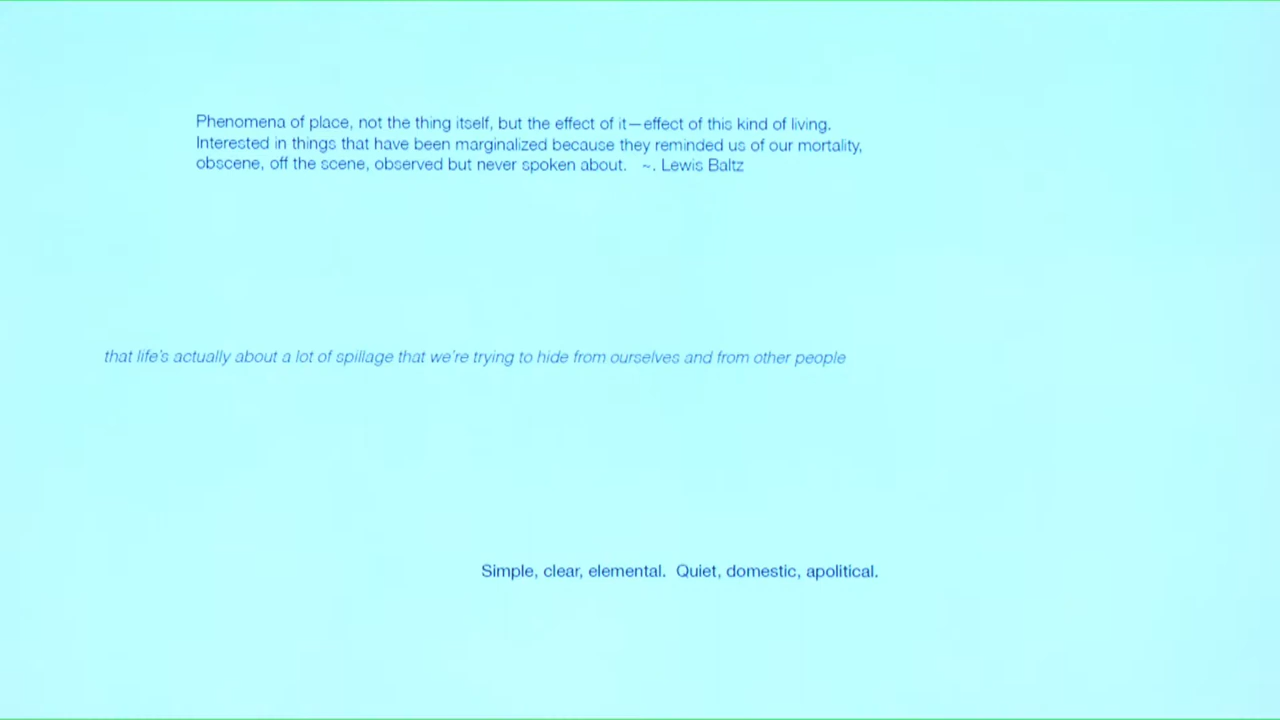 Phenomena of place, not the thing itself, but the effect of it—effect of this kind of living.
Interested in things that have been marginalized because they reminded us of our mortality,
obscene, off the scene, observed but never spoken about. ~. Lewis Baltz
that life's actually about a lot of spillage that we're trying to hide from ourselves and from other people
Simple, clear, elemental. Quiet, domestic, apolitical.